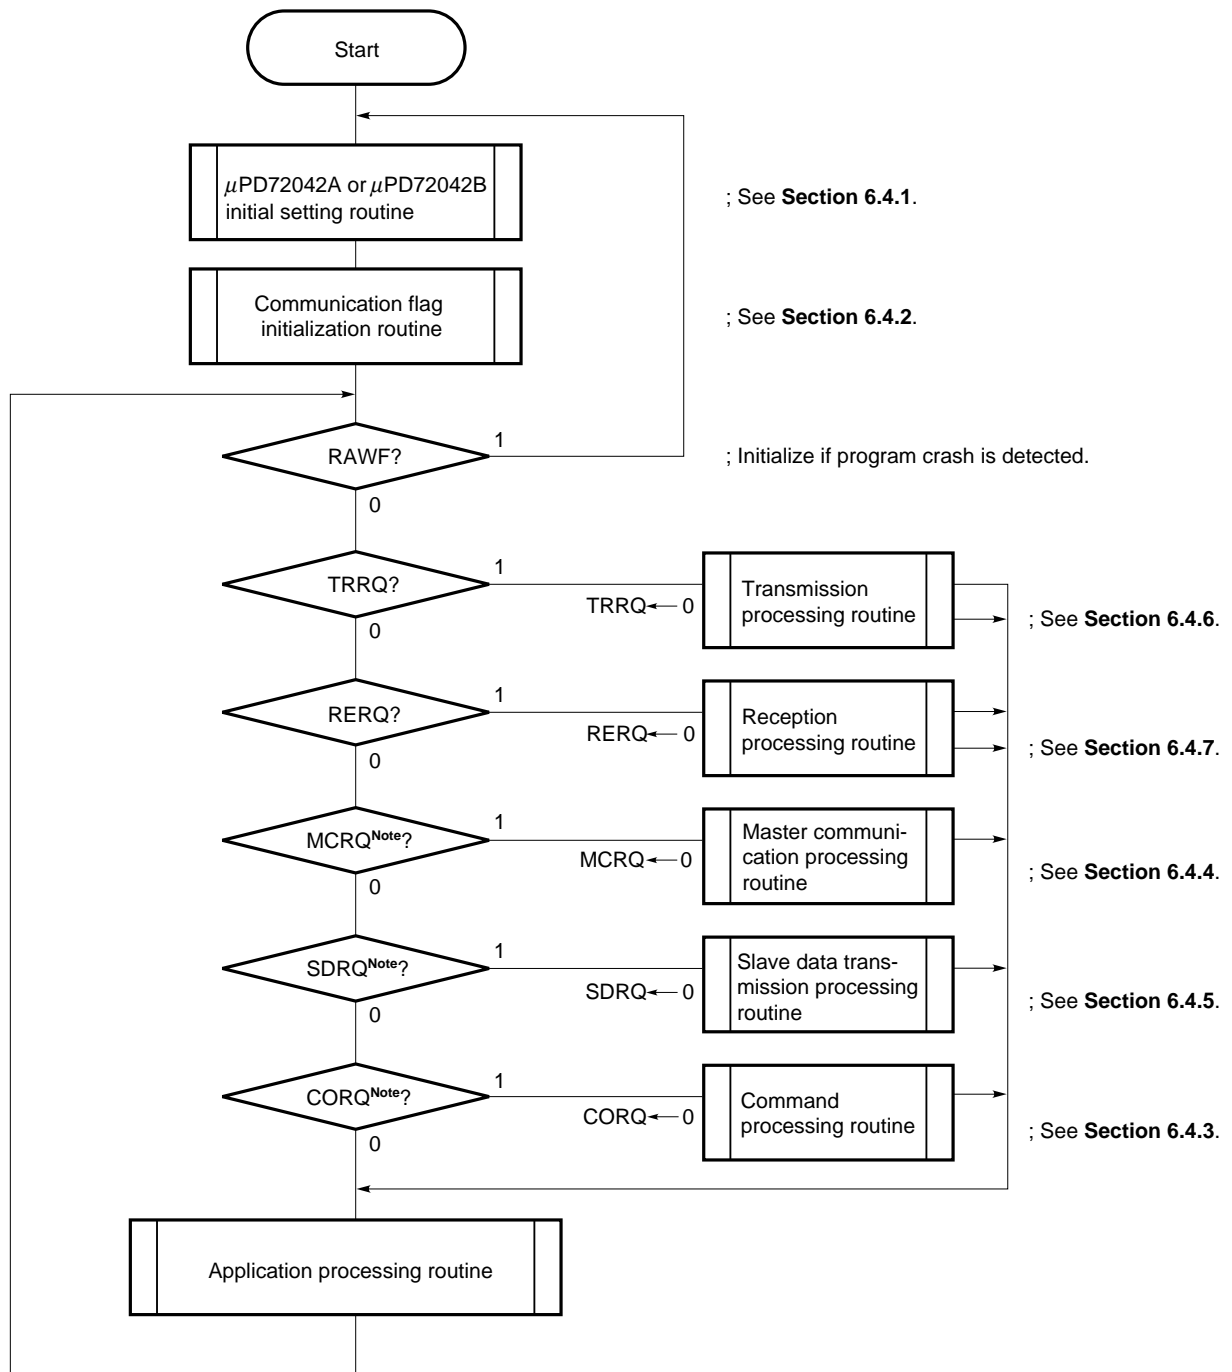 Start
μPD72042A or μPD72042B
initial setting routine
; See Section 6.4.1.
Communication flag
initialization routine
; See Section 6.4.2.
RAWF?
1
; Initialize if program crash is detected.
0
TRRQ?
1
TRRQ ← 0
Transmission
processing routine
; See Section 6.4.6.
0
RERQ?
1
RERQ ← 0
Reception
processing routine
; See Section 6.4.7.
0
MCRQNote?
1
MCRQ ← 0
Master communi-
cation processing
routine
; See Section 6.4.4.
0
SDRQNote?
1
SDRQ ← 0
Slave data trans-
mission processing
routine
; See Section 6.4.5.
0
CORQNote?
1
CORQ ← 0
Command
processing routine
; See Section 6.4.3.
0
Application processing routine